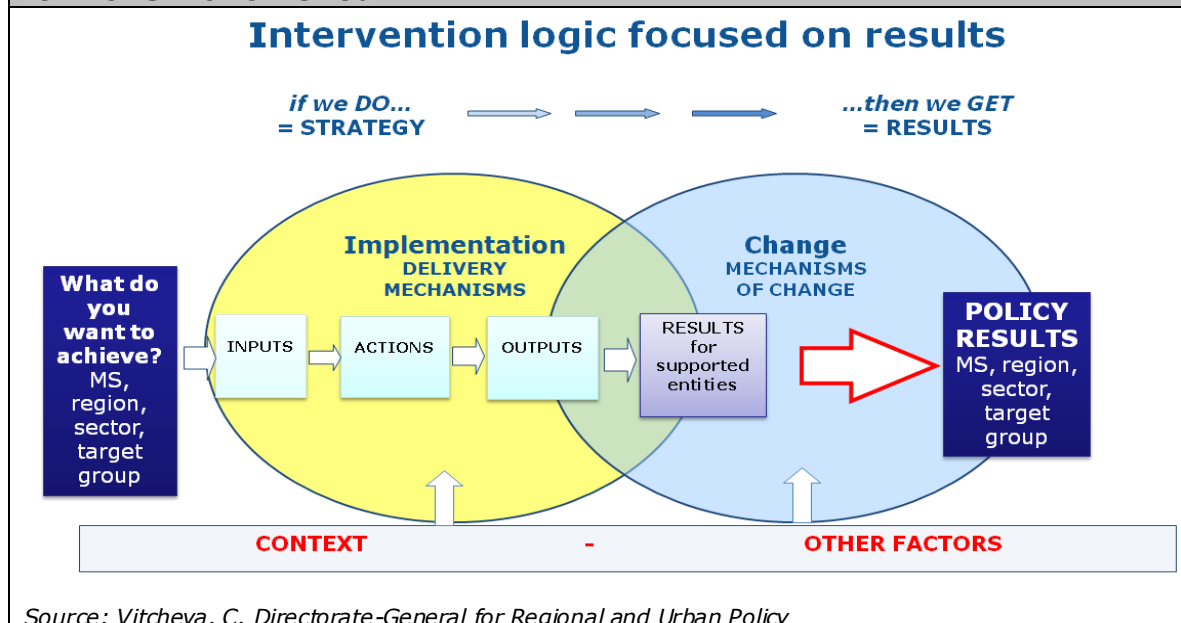 Intervention logic focused on results
if we DO...
= STRATEGY
...then we GET
= RESULTS
Implementation
DELIVERY
MECHANISMS
Change
MECHANISMS
OF CHANGE
What do
you
want to
achieve?
MS,
region,
sector,
target
group
INPUTS
ACTIONS
OUTPUTS
RESULTS
for
supported
entities
POLICY
RESULTS
MS, region,
sector,
target
group
CONTEXT - OTHER FACTORS
Source: Vitcheva, C. Directorate-General for Regional and Urban Policy